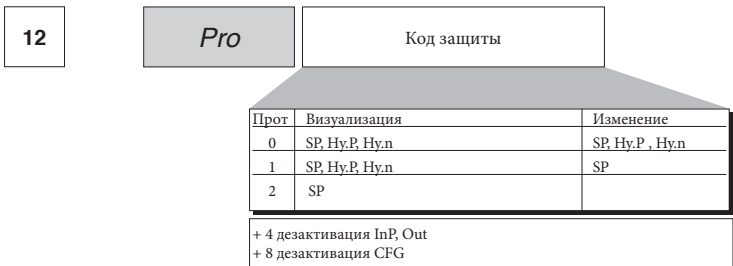 12 Pro Код защиты
Прот Визуализация Изменение
0 SP, Hy.P, Hy.n SP, Hy.P , Hy.n
1 SP, Hy.P, Hy.n SP
2 SP
+ 4 дезактивация InP, Out
+ 8 дезактивация CFG